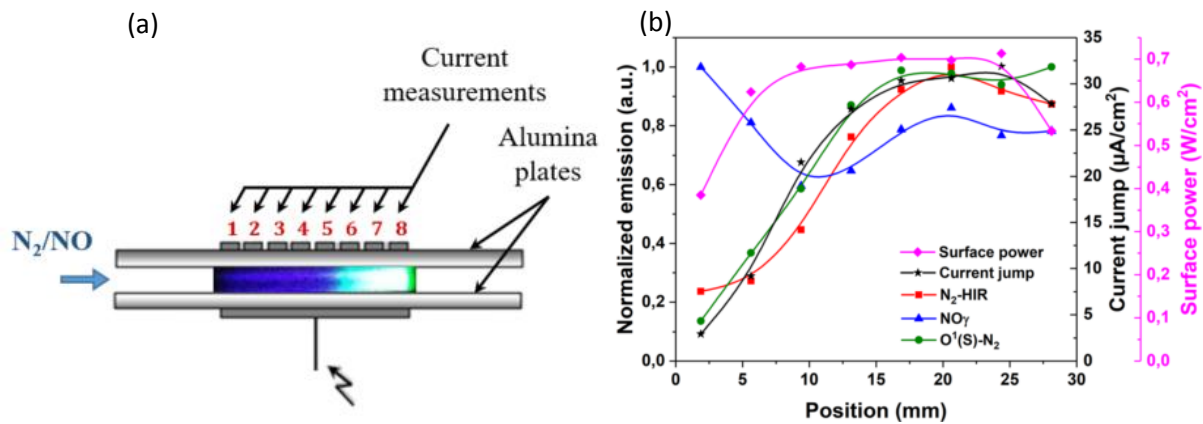 (a)
Current
measurements
Alumina
plates
1 2 3 4 5 6 7 8
N₂/NO
(b)
Normalized emission (a.u.)
1,0
0,8
0,6
0,4
0,2
0,0
0 5 10 15 20 25 30
Position (mm)
Surface power
Current jump
N₂-HIR
NOγ
O¹(S)-N₂
35
30
25
20
15
10
5
0
Current jump (µA/cm²)
0,7
0,6
0,5
0,4
0,3
0,2
0,1
0,0
Surface power (W/cm²)